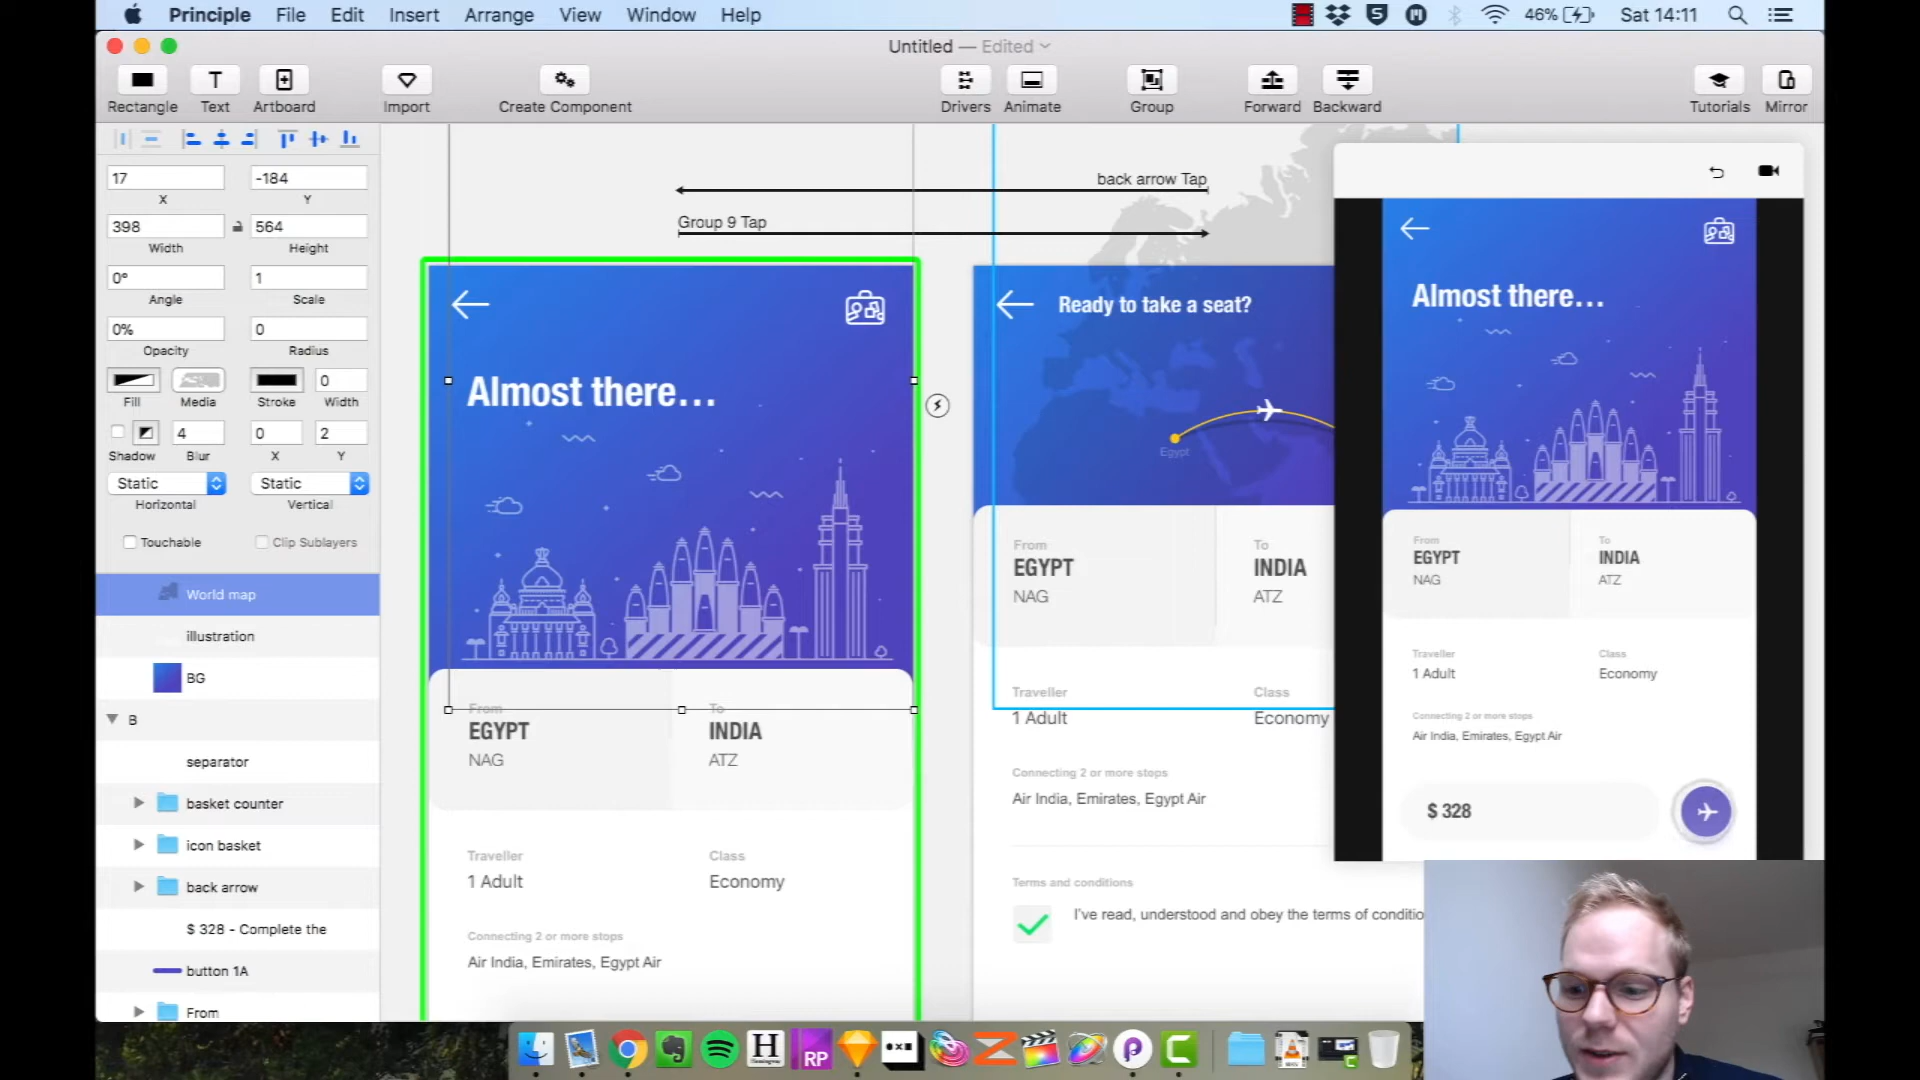 Principle File Edit Insert Arrange View Window Help 46% Sat 14:11
Untitled — Edited
Rectangle Text Artboard Import Create Component Drivers Animate Group Forward Backward Tutorials Mirror
17 -184
X Y
398 564
Width Height
0° 1
Angle Scale
0% 0
Opacity Radius
0
Fill Media Stroke Width
4 0 2
Shadow Blur X Y
Static Static
Horizontal Vertical
Touchable Clip Sublayers
World map
illustration
BG
B
separator
basket counter
icon basket
back arrow
$ 328 - Complete the
button 1A
From
back arrow Tap
Group 9 Tap
Almost there...
From To
EGYPT INDIA
NAG ATZ
Traveller Class
1 Adult Economy
Connecting 2 or more stops
Air India, Emirates, Egypt Air
Ready to take a seat?
Egypt
From To
EGYPT INDIA
NAG ATZ
Traveller Class
1 Adult Economy
Connecting 2 or more stops
Air India, Emirates, Egypt Air
Terms and conditions
I've read, understood and obey the terms of conditio
Almost there...
From To
EGYPT INDIA
NAG ATZ
Traveller Class
1 Adult Economy
Connecting 2 or more stops
Air India, Emirates, Egypt Air
$ 328
H RP